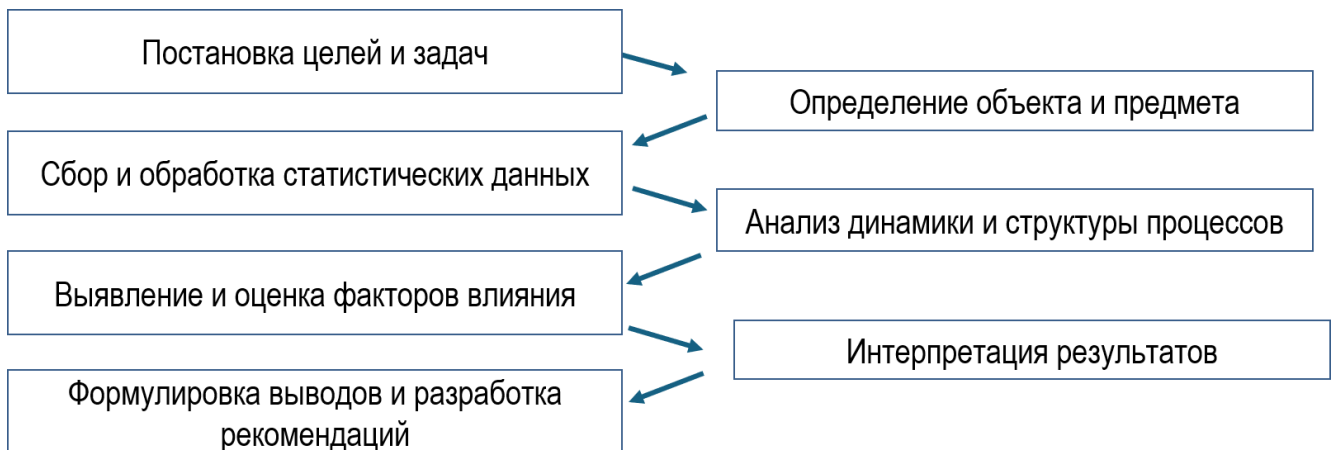 Постановка целей и задач
Определение объекта и предмета
Сбор и обработка статистических данных
Анализ динамики и структуры процессов
Выявление и оценка факторов влияния
Интерпретация результатов
Формулировка выводов и разработка
рекомендаций